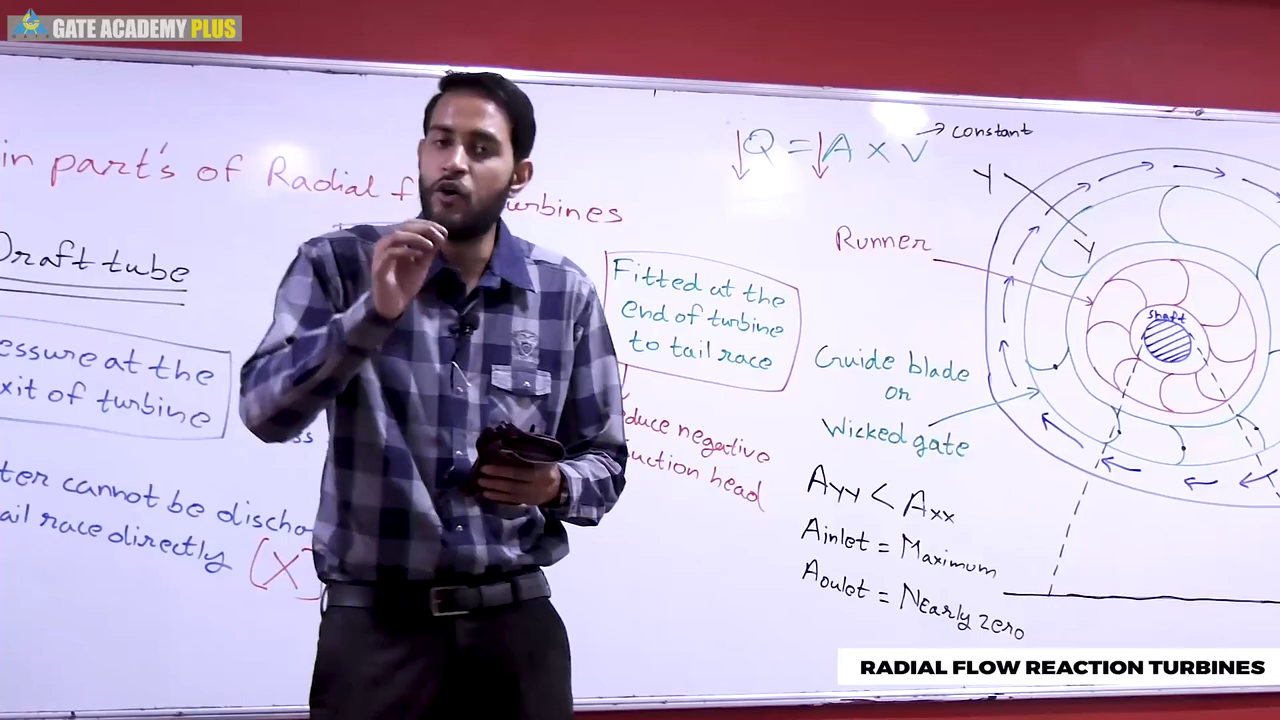 GATE ACADEMY PLUS
in part's of Radial f urbines
Draft tube
essure at the
xit of turbine
ter cannot be discha
ail race directly (X)
Fitted at the
end of turbine
to tail race
duce negative
uction head
Q = A x V → constant
Y
Y
Runner
shaft
Guide blade
or
Wicked gate
Ayy < Axx
Ainlet = Maximum
Aoulet = Nearly zero
RADIAL FLOW REACTION TURBINES